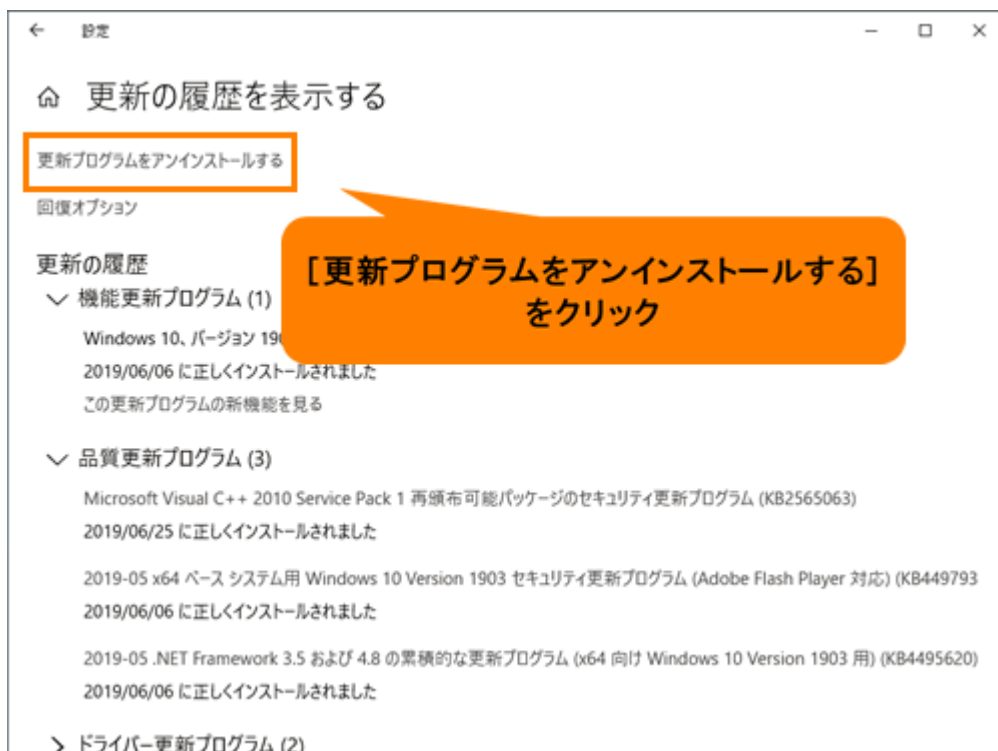 設定
更新の履歴を表示する
更新プログラムをアンインストールする
回復オプション
[更新プログラムをアンインストールする]
をクリック
更新の履歴
機能更新プログラム (1)
Windows 10、バージョン 190
2019/06/06 に正しくインストールされました
この更新プログラムの新機能を見る
品質更新プログラム (3)
Microsoft Visual C++ 2010 Service Pack 1 再頒布可能パッケージのセキュリティ更新プログラム (KB2565063)
2019/06/25 に正しくインストールされました
2019-05 x64 ベース システム用 Windows 10 Version 1903 セキュリティ更新プログラム (Adobe Flash Player 対応) (KB449793
2019/06/06 に正しくインストールされました
2019-05 .NET Framework 3.5 および 4.8 の累積的な更新プログラム (x64 向け Windows 10 Version 1903 用) (KB4495620)
2019/06/06 に正しくインストールされました
ドライバー更新プログラム (2)